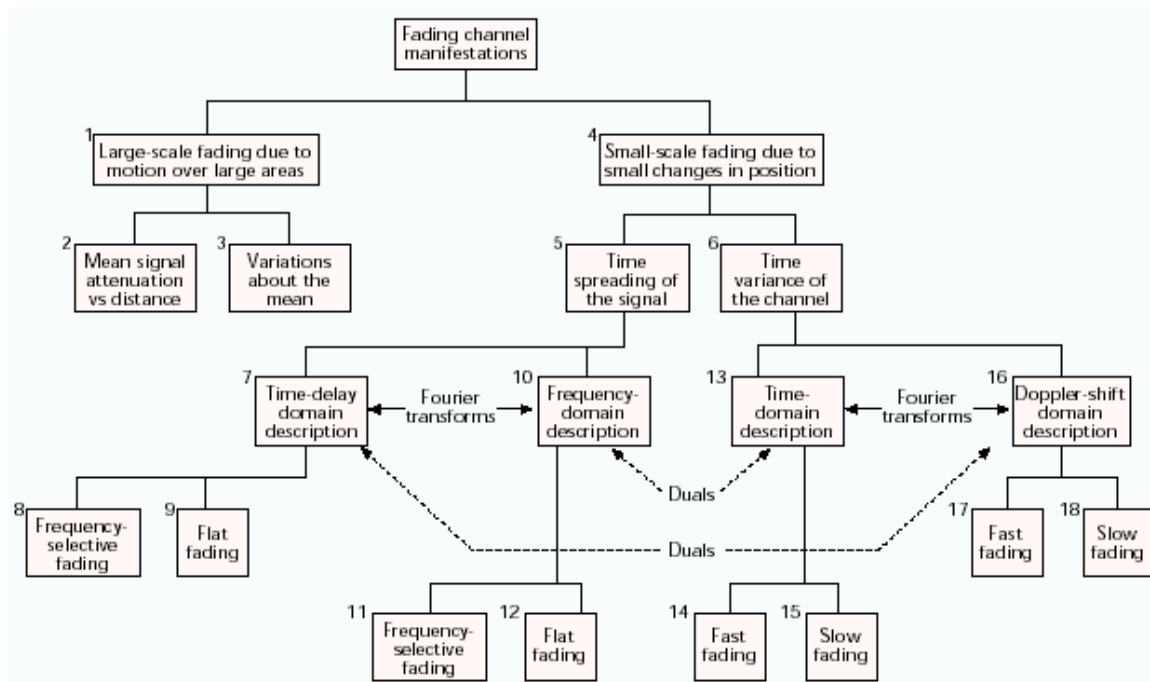 Fading channel
manifestations
1
Large-scale fading due to
motion over large areas
4
Small-scale fading due to
small changes in position
2
Mean signal
attenuation
vs distance
3
Variations
about the
mean
5
Time
spreading of
the signal
6
Time
variance of
the channel
7
Time-delay
domain
description
Fourier
transforms
10
Frequency-
domain
description
13
Time-
domain
description
Fourier
transforms
16
Doppler-shift
domain
description
Duals
Duals
8
Frequency-
selective
fading
9
Flat
fading
17
Fast
fading
18
Slow
fading
11
Frequency-
selective
fading
12
Flat
fading
14
Fast
fading
15
Slow
fading